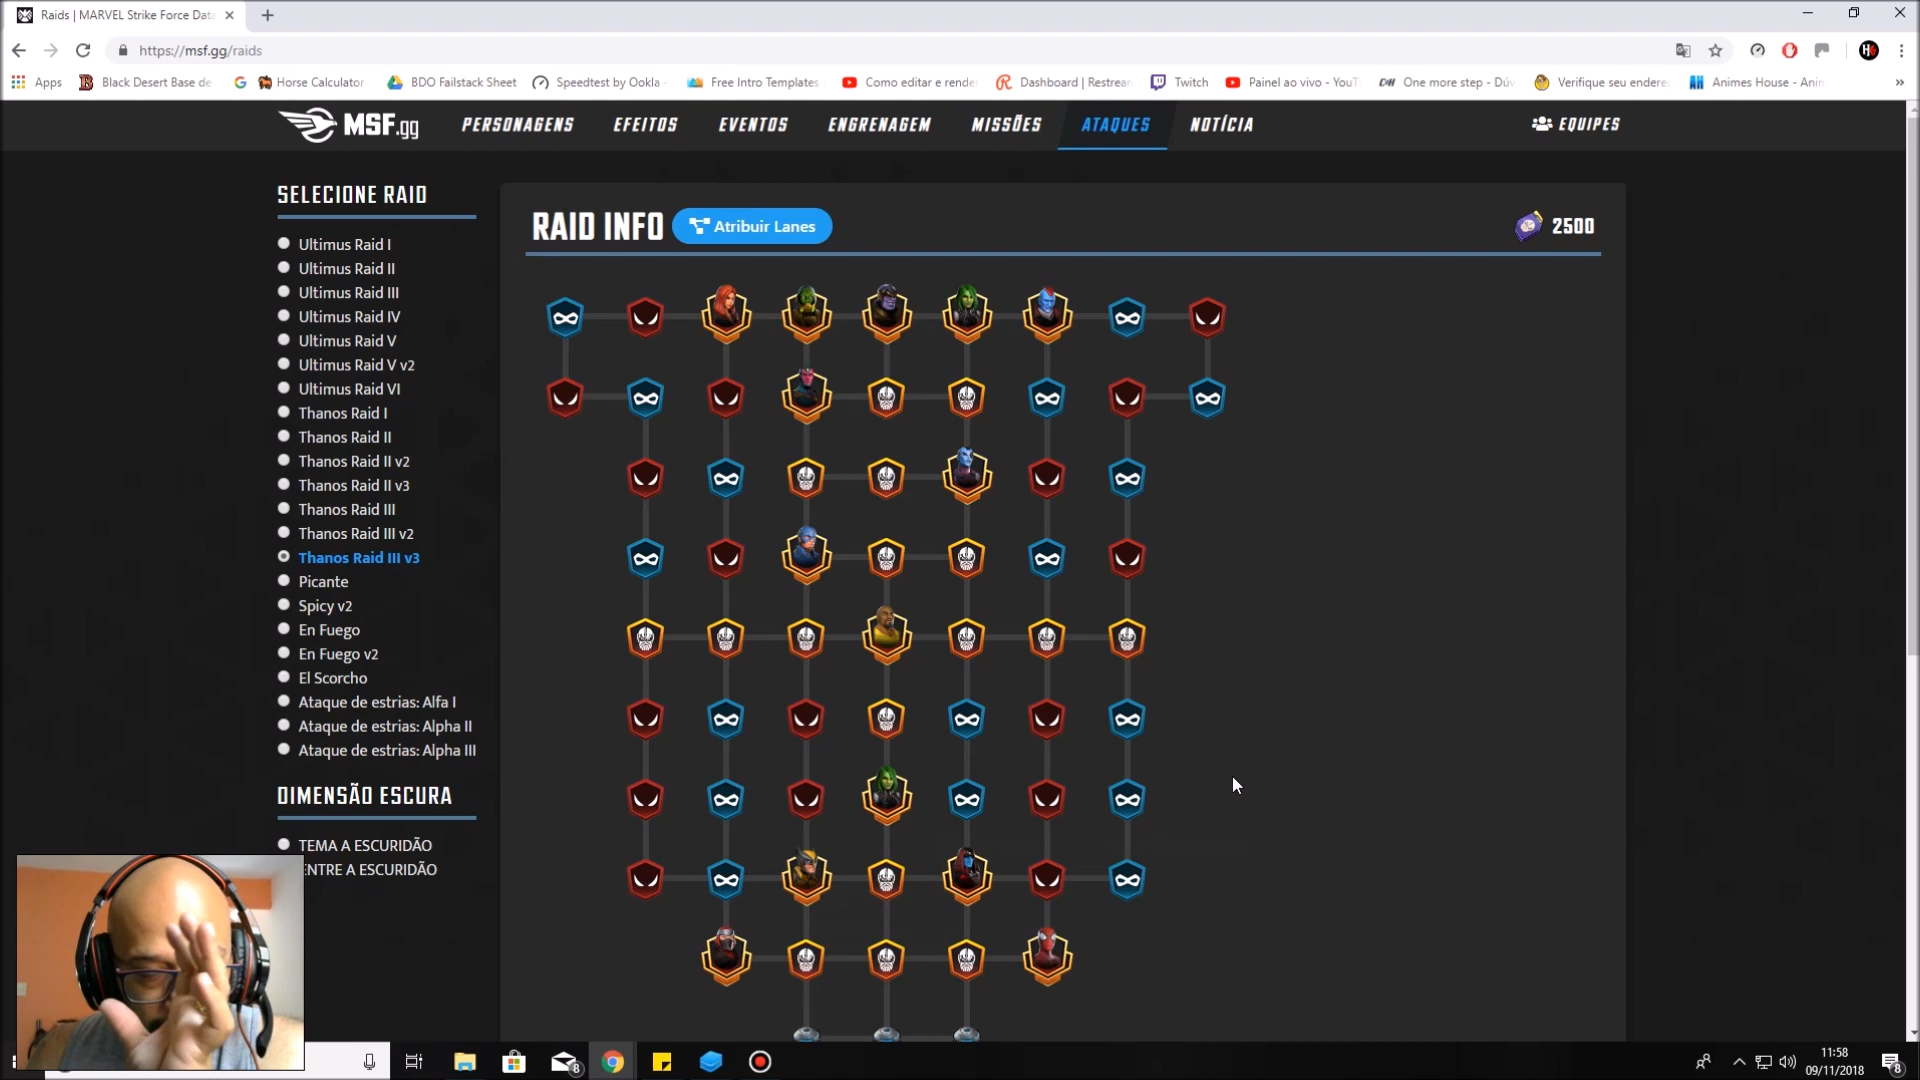 Raids | MARVEL Strike Force Data
https://msf.gg/raids
Apps
Black Desert Base de
Horse Calculator
BDO Failstack Sheet
Speedtest by Ookla -
Free Intro Templates
Como editar e rende
Dashboard | Restrean
Twitch
Painel ao vivo - YouT
One more step - Dúv
Verifique seu endere
Animes House - Anin
»
MSF.gg
PERSONAGENS
EFEITOS
EVENTOS
ENGRENAGEM
MISSÕES
ATAQUES
NOTÍCIA
EQUIPES
SELECIONE RAID
Ultimus Raid I
Ultimus Raid II
Ultimus Raid III
Ultimus Raid IV
Ultimus Raid V
Ultimus Raid V v2
Ultimus Raid VI
Thanos Raid I
Thanos Raid II
Thanos Raid II v2
Thanos Raid II v3
Thanos Raid III
Thanos Raid III v2
Thanos Raid III v3
Picante
Spicy v2
En Fuego
En Fuego v2
El Scorcho
Ataque de estrias: Alfa I
Ataque de estrias: Alpha II
Ataque de estrias: Alpha III
DIMENSÃO ESCURA
TEMA A ESCURIDÃO
ENTRE A ESCURIDÃO
RAID INFO
Atribuir Lanes
2500
8
11:58
09/11/2018
8